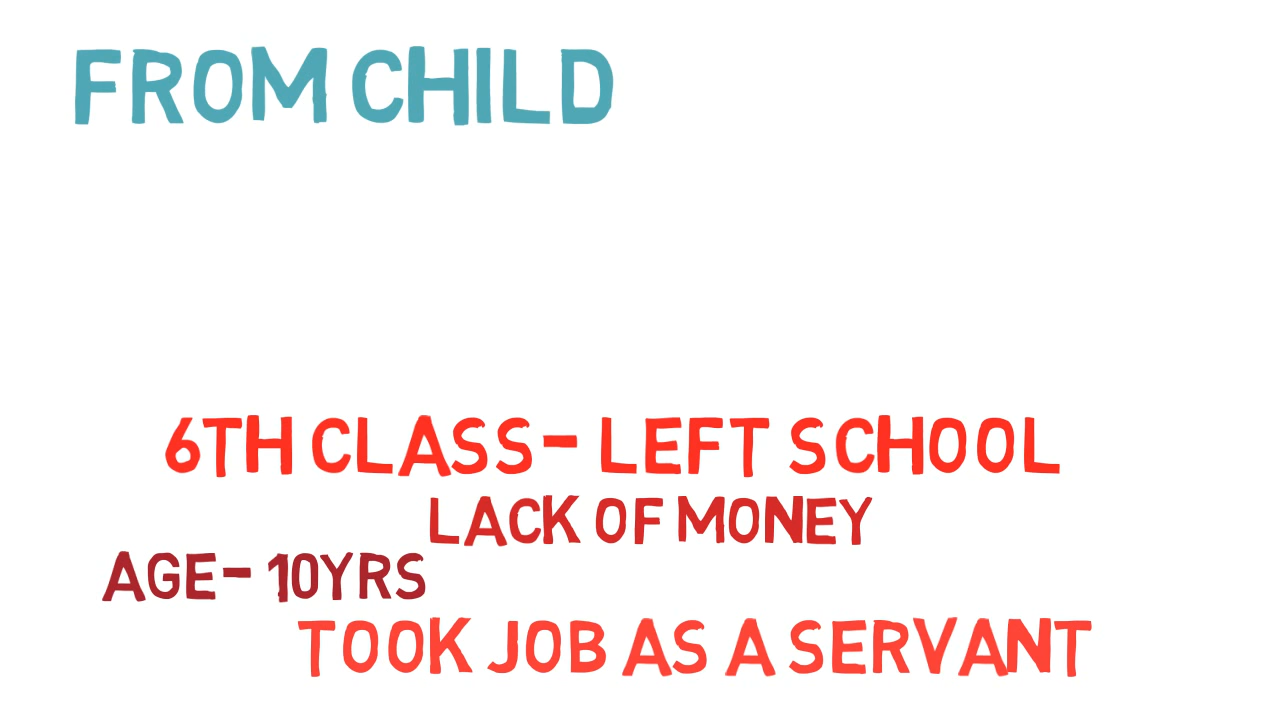 FROM CHILD
6TH CLASS- LEFT SCHOOL
LACK OF MONEY
AGE- 10YRS
TOOK JOB AS A SERVANT